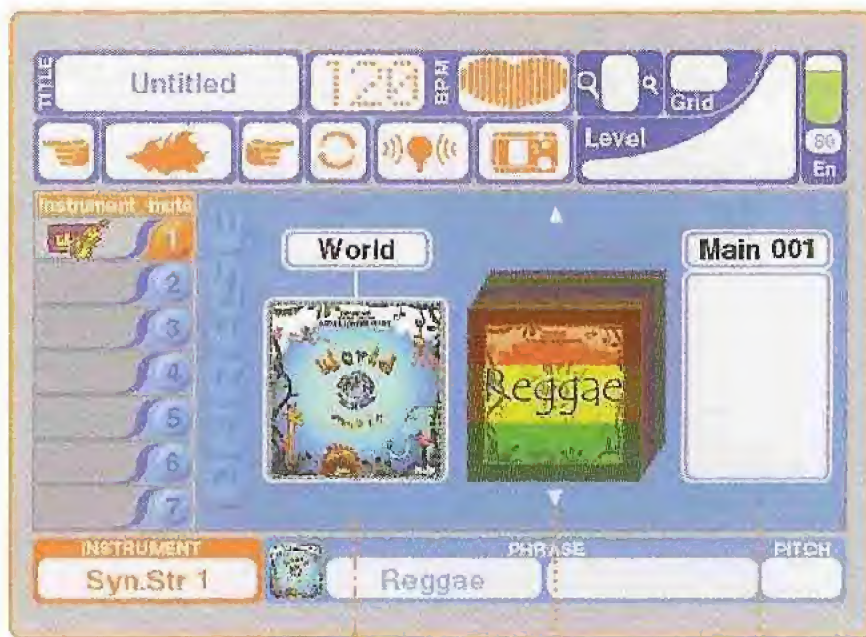 TITLE
Untitled
120
BPM
Grid
Level
80
En
Instrument mute
1
2
3
4
5
6
7
World
World
Reggae
Main 001
INSTRUMENT
PHRASE
PITCH
Syn.Str 1
Reggae